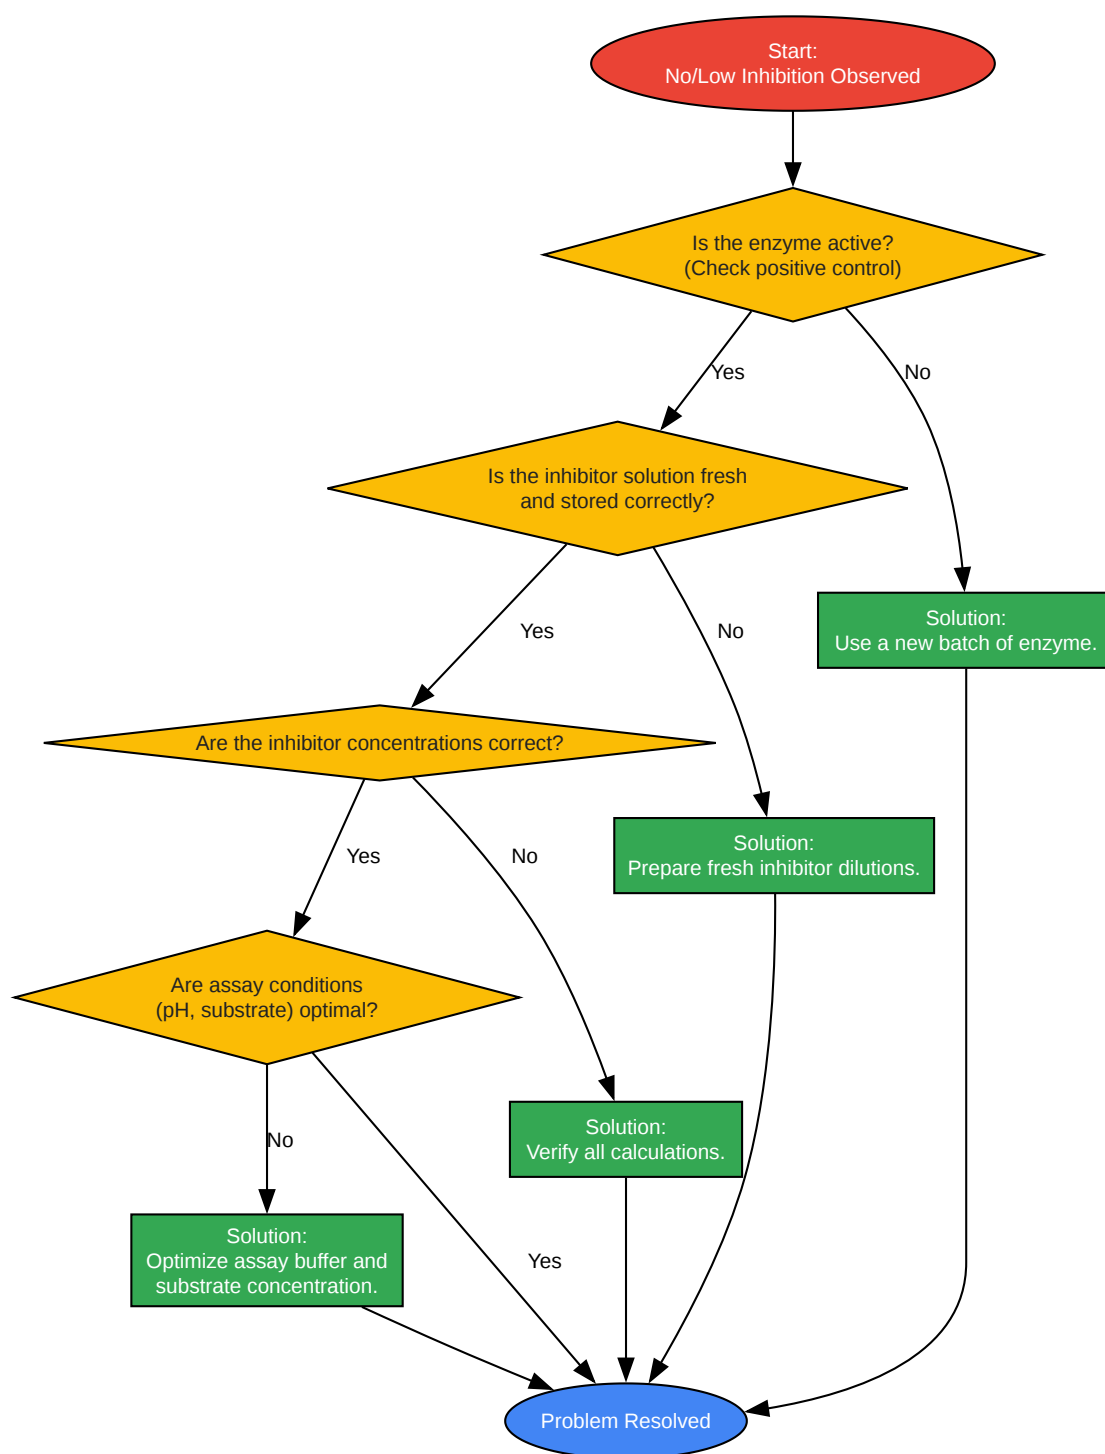 Start:
No/Low Inhibition Observed
Is the enzyme active?
(Check positive control)
Yes
No
Is the inhibitor solution fresh
and stored correctly?
Yes
No
Solution:
Use a new batch of enzyme.
Are the inhibitor concentrations correct?
Yes
No
Solution:
Prepare fresh inhibitor dilutions.
Are assay conditions
(pH, substrate) optimal?
No
Solution:
Verify all calculations.
Solution:
Optimize assay buffer and
substrate concentration.
Yes
Problem Resolved